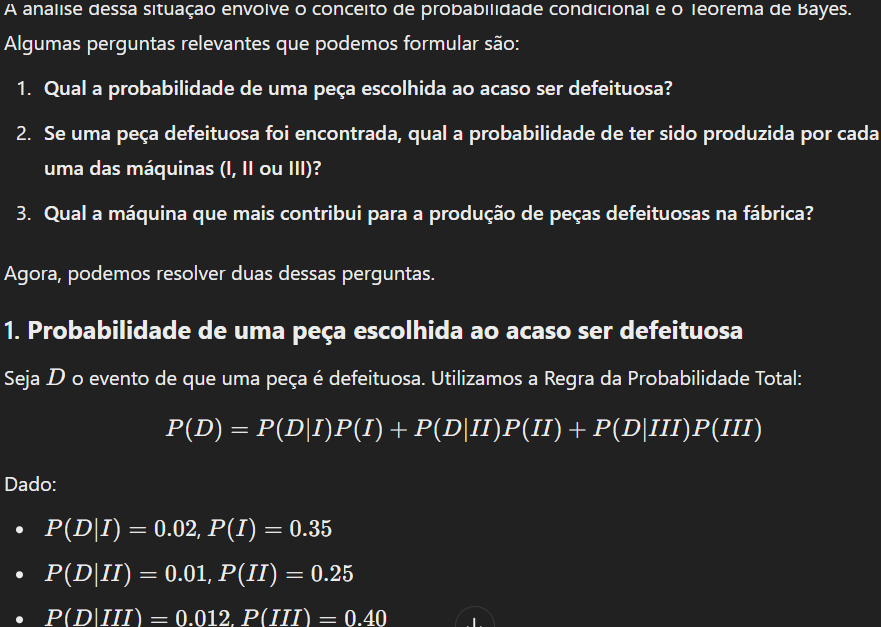 A análise dessa situação envolve o conceito de probabilidade condicional e o Teorema de Bayes.
Algumas perguntas relevantes que podemos formular são:
1. Qual a probabilidade de uma peça escolhida ao acaso ser defeituosa?
2. Se uma peça defeituosa foi encontrada, qual a probabilidade de ter sido produzida por cada
uma das máquinas (I, II ou III)?
3. Qual a máquina que mais contribui para a produção de peças defeituosas na fábrica?
Agora, podemos resolver duas dessas perguntas.
1. Probabilidade de uma peça escolhida ao acaso ser defeituosa
Seja D o evento de que uma peça é defeituosa. Utilizamos a Regra da Probabilidade Total:
P(D) = P(D|I)P(I) + P(D|II)P(II) + P(D|III)P(III)
Dado:
• P(D|I) = 0.02, P(I) = 0.35
• P(D|II) = 0.01, P(II) = 0.25
• P(D|III) = 0.012, P(III) = 0.40